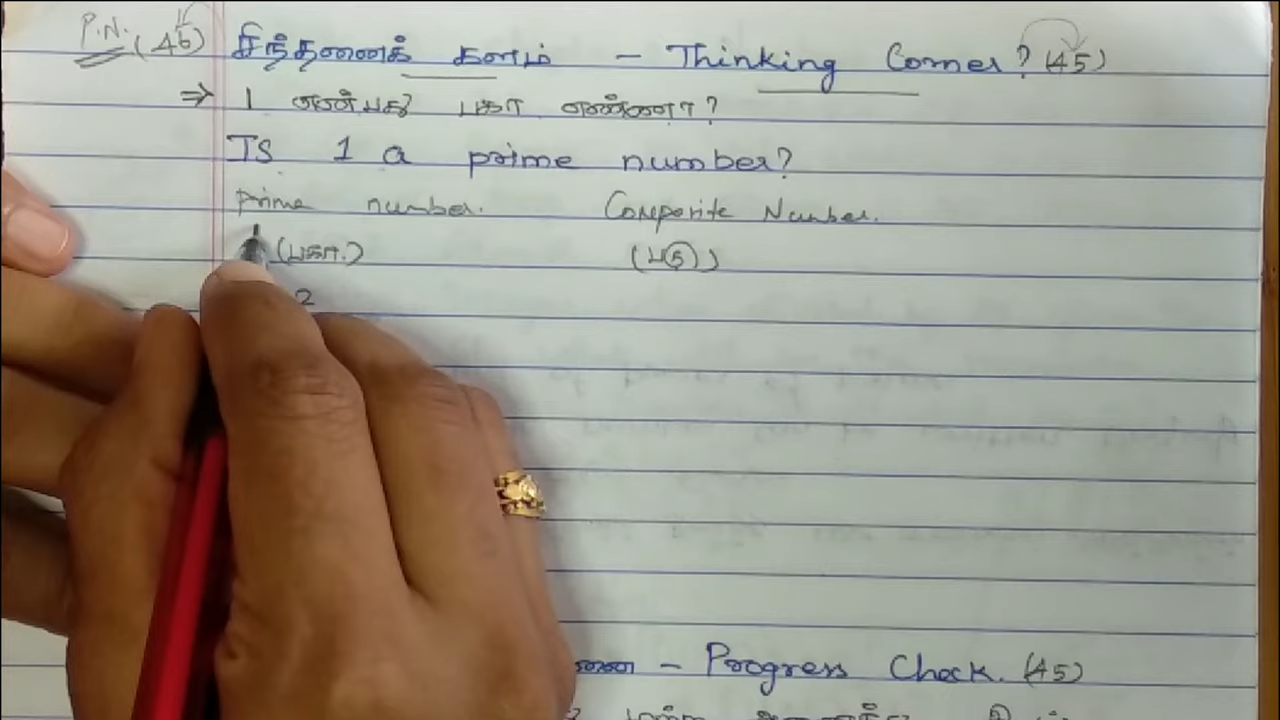 P.N. (46) சிந்தனைக் களம் – Thinking Corner? (45)
⇒ 1 என்பது பகா எண்ணா?
IS 1 a prime number?
prime number. Composite Number.
(பகா.) (பகு)
2
– Progress Check. (45)